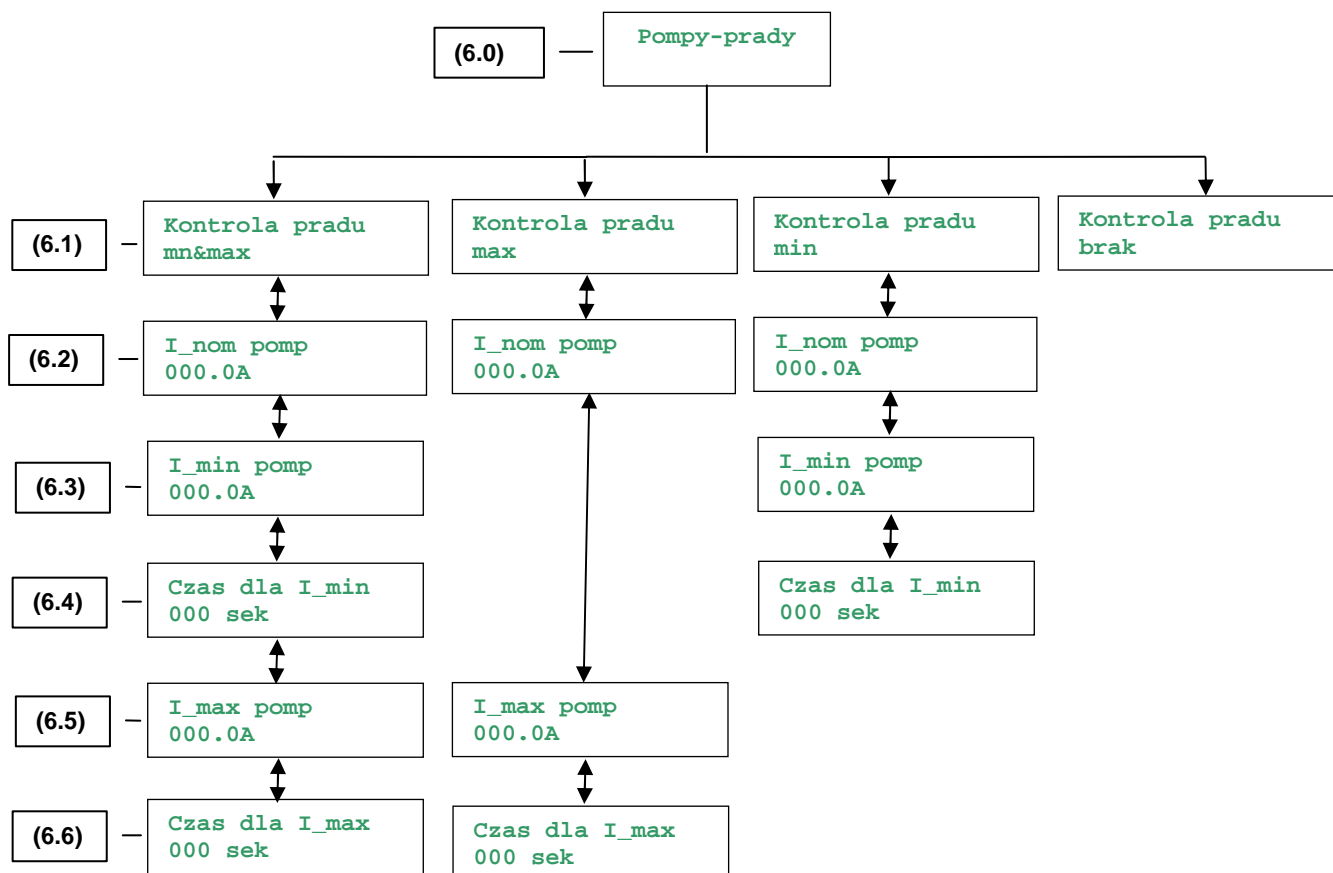 (6.0)
Pompy-prady
(6.1)
Kontrola pradu
mn&max
Kontrola pradu
max
Kontrola pradu
min
Kontrola pradu
brak
(6.2)
I_nom pomp
000.0A
I_nom pomp
000.0A
I_nom pomp
000.0A
(6.3)
I_min pomp
000.0A
I_min pomp
000.0A
(6.4)
Czas dla I_min
000 sek
Czas dla I_min
000 sek
(6.5)
I_max pomp
000.0A
I_max pomp
000.0A
(6.6)
Czas dla I_max
000 sek
Czas dla I_max
000 sek